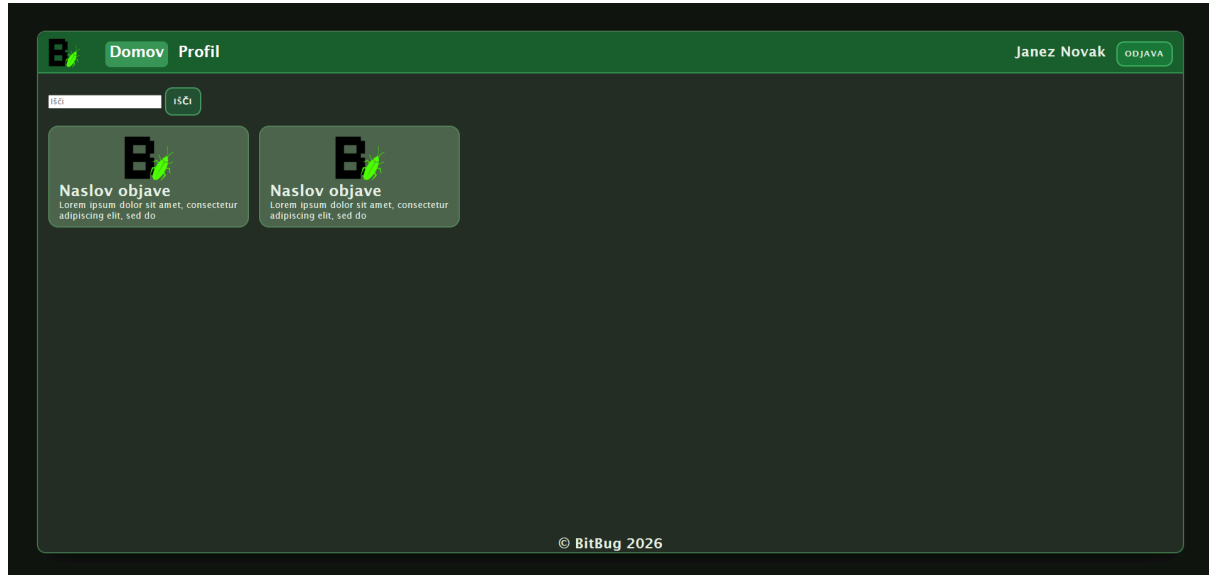 Domov Profil Janez Novak ODJAVA
Išči IŠČI
Naslov objave
Lorem ipsum dolor sit amet, consectetur
adipiscing elit, sed do
Naslov objave
Lorem ipsum dolor sit amet, consectetur
adipiscing elit, sed do
© BitBug 2026